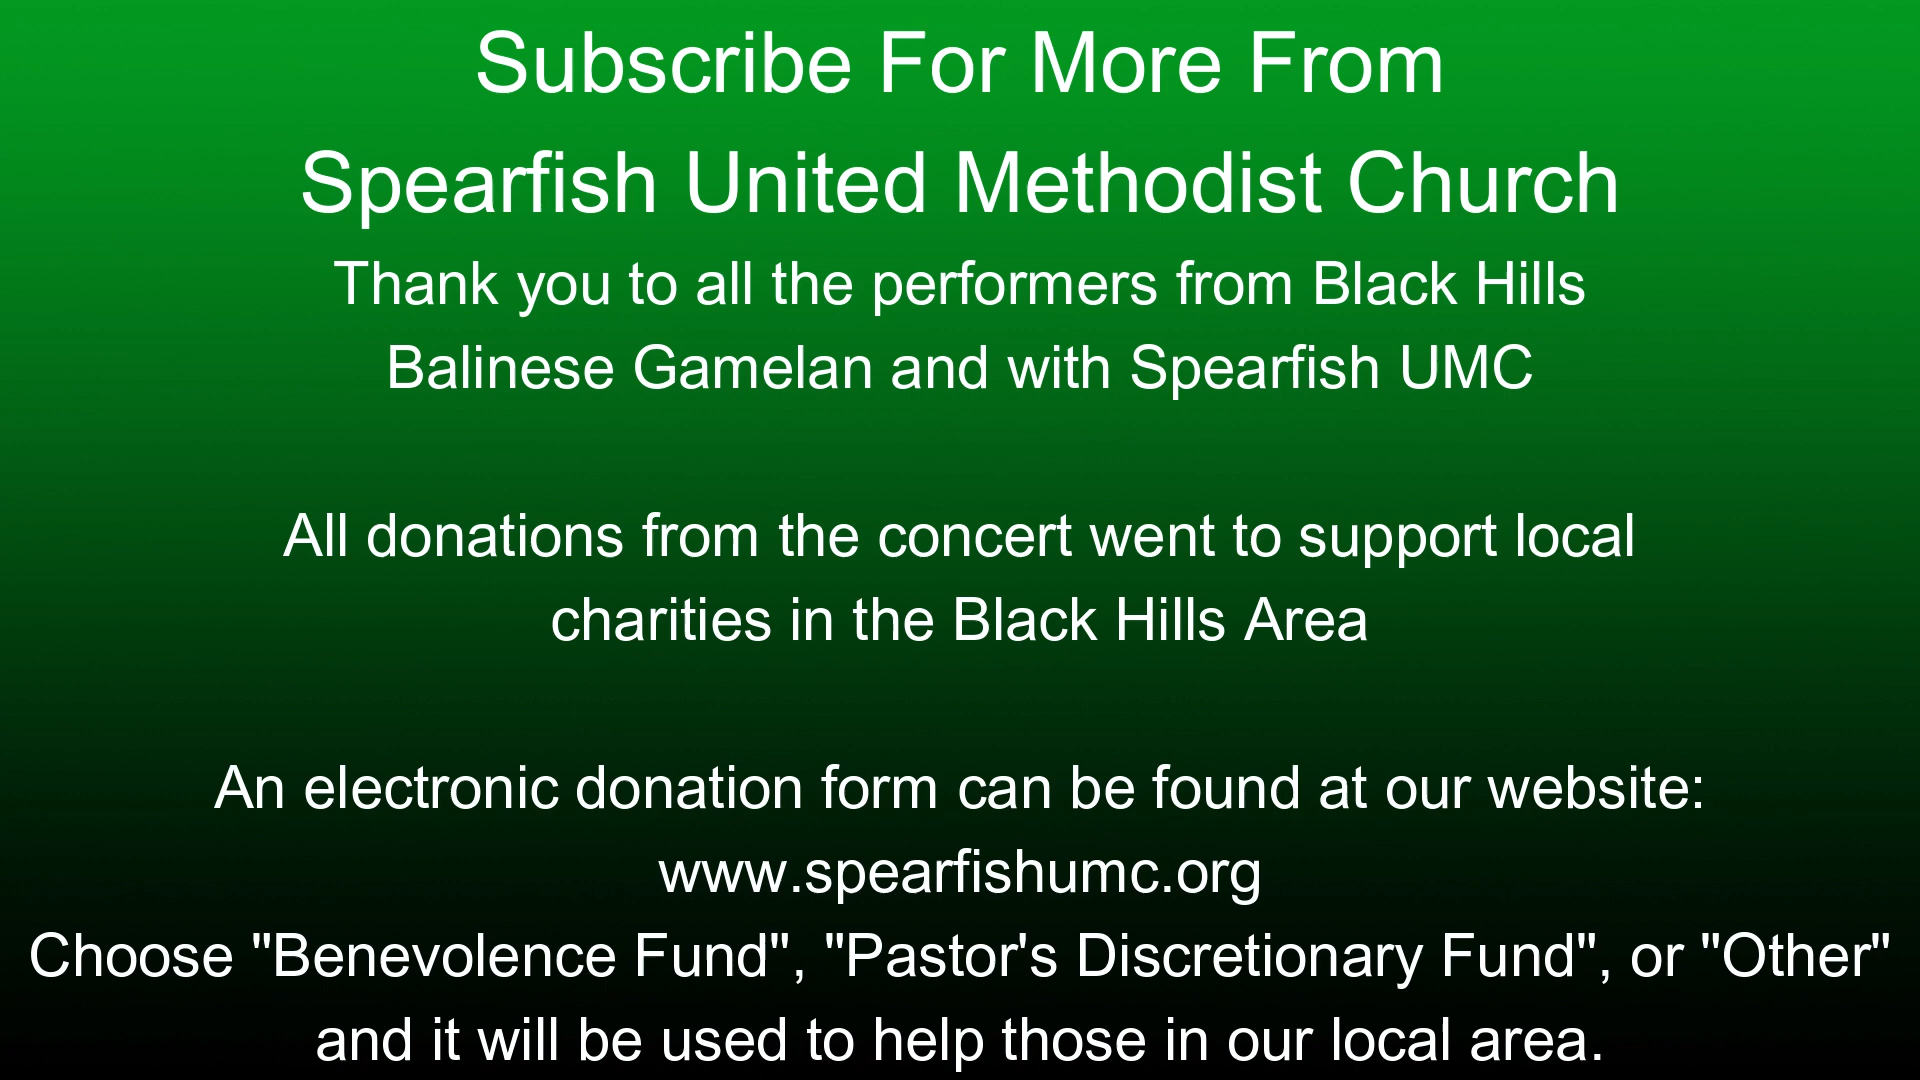 Subscribe For More From
Spearfish United Methodist Church
Thank you to all the performers from Black Hills
Balinese Gamelan and with Spearfish UMC
All donations from the concert went to support local
charities in the Black Hills Area
An electronic donation form can be found at our website:
www.spearfishumc.org
Choose "Benevolence Fund", "Pastor's Discretionary Fund", or "Other"
and it will be used to help those in our local area.